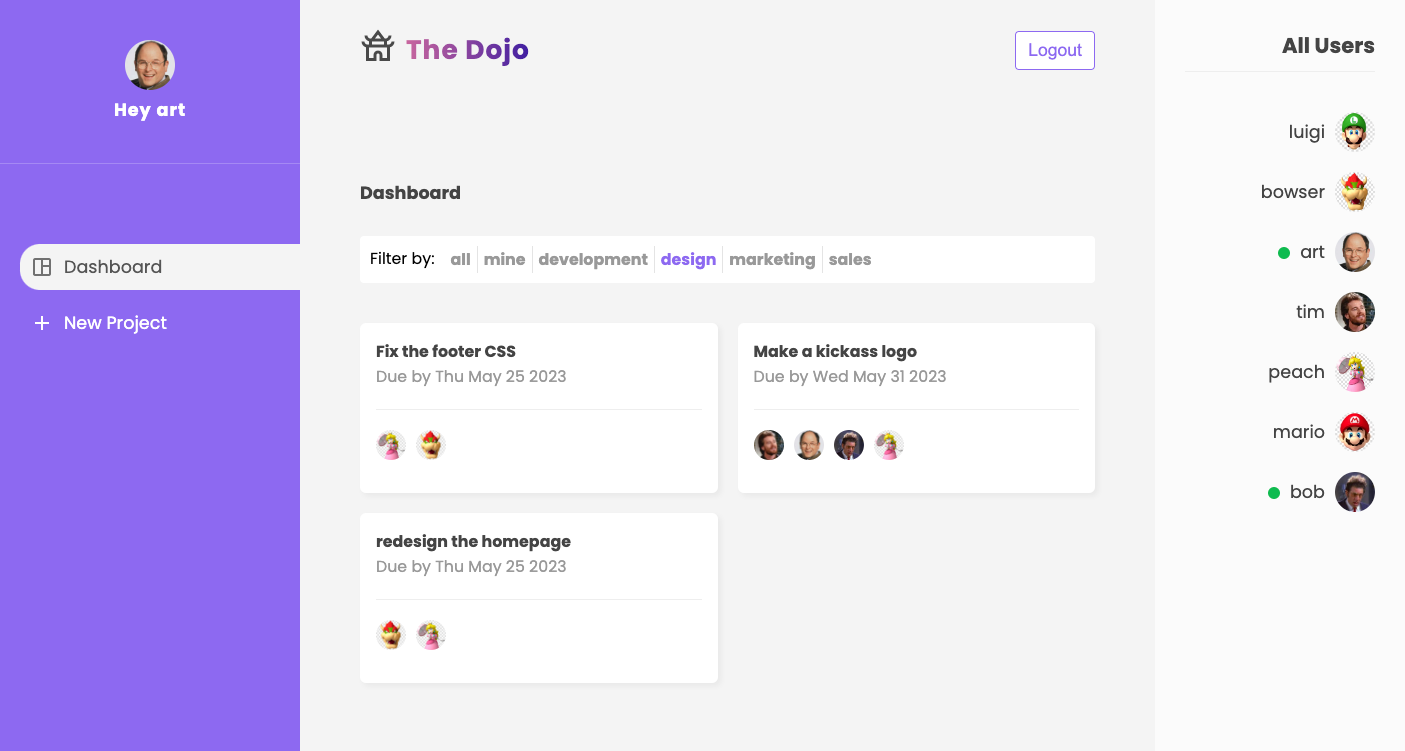 Hey art
Dashboard
New Project
The Dojo
Logout
Dashboard
Filter by: all mine development design marketing sales
Fix the footer CSS
Due by Thu May 25 2023
Make a kickass logo
Due by Wed May 31 2023
redesign the homepage
Due by Thu May 25 2023
All Users
luigi
bowser
art
tim
peach
mario
bob